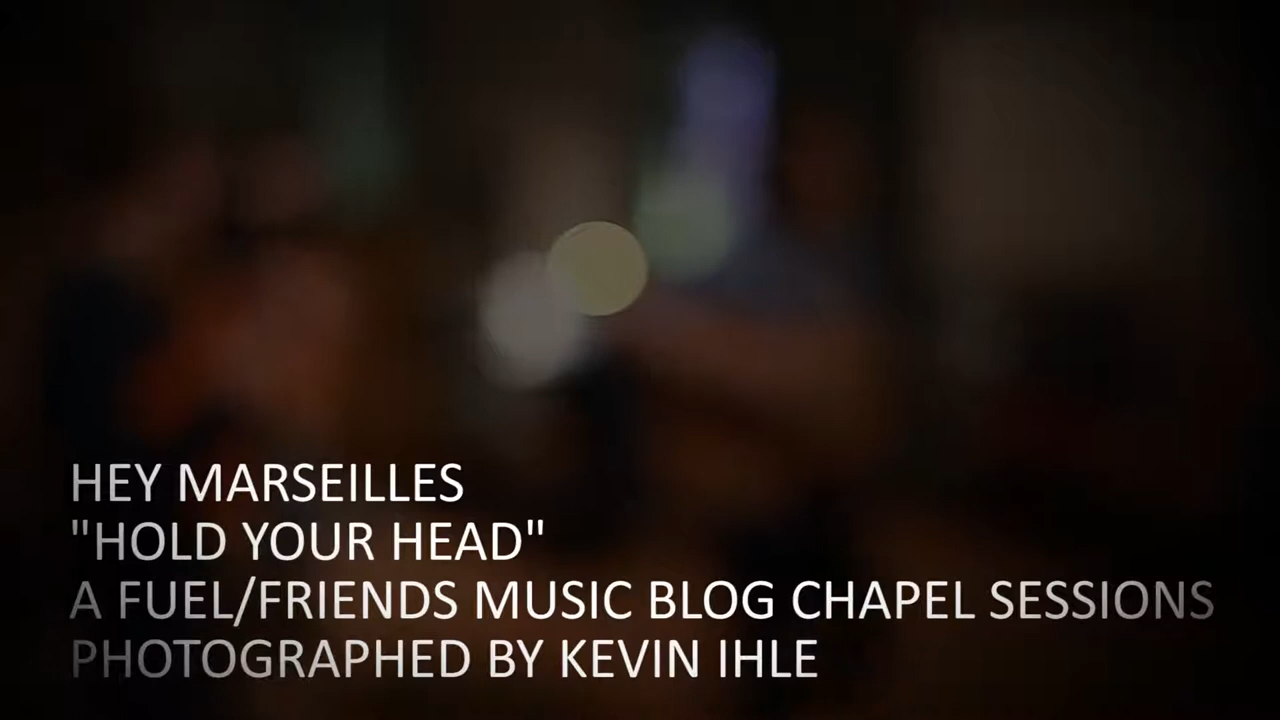 HEY MARSEILLES
"HOLD YOUR HEAD"
A FUEL/FRIENDS MUSIC BLOG CHAPEL SESSIONS
PHOTOGRAPHED BY KEVIN IHLE